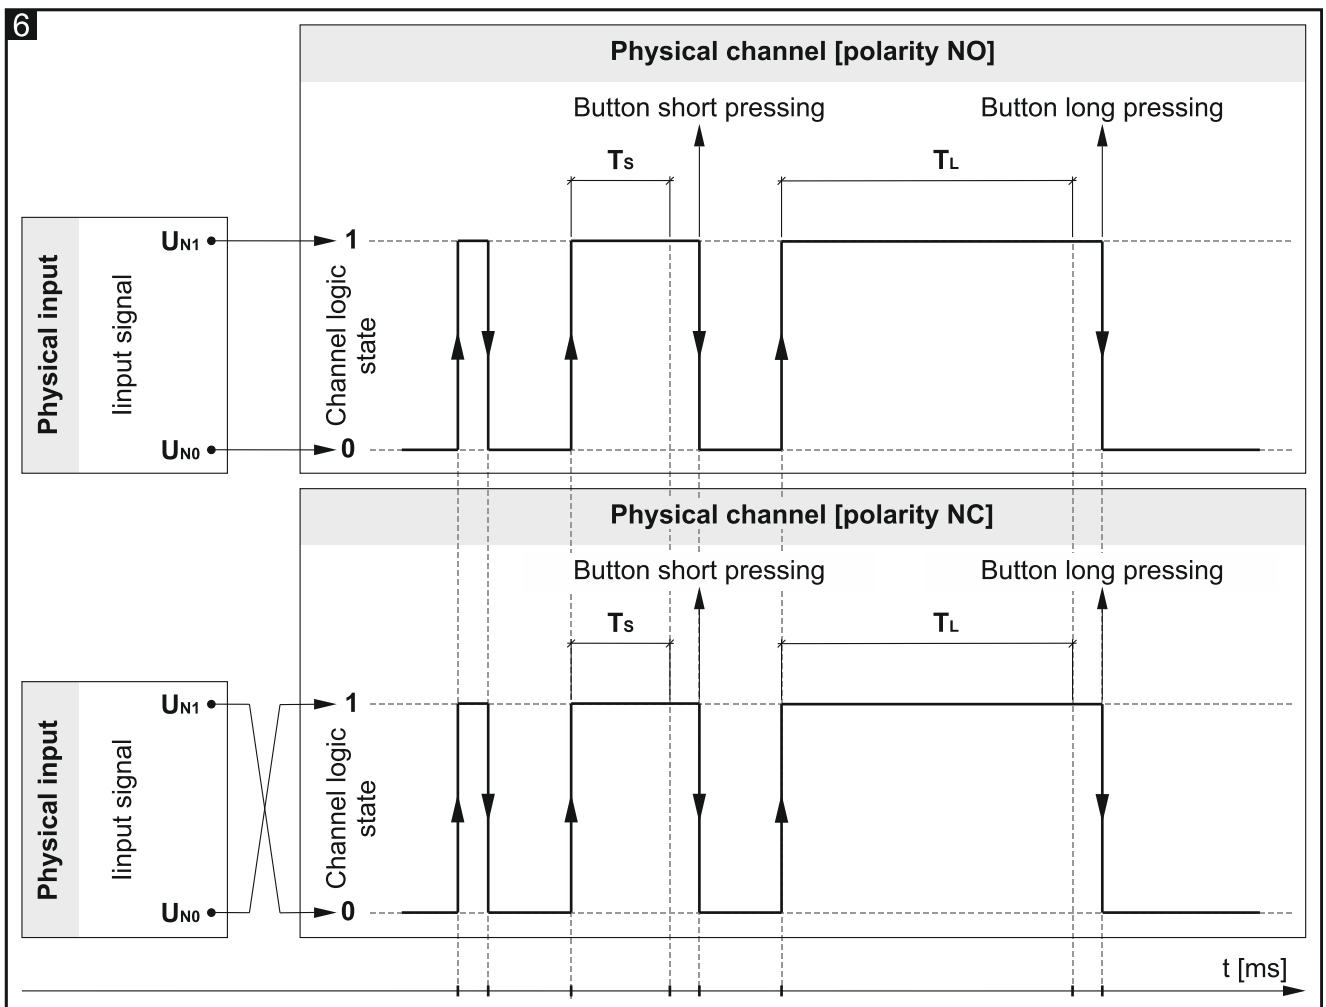 6
Physical channel [polarity NO]
Button short pressing
Button long pressing
TS
TL
Physical input
Iinput signal
UN1
1
Channel logic
state
UN0
0
Physical channel [polarity NC]
Button short pressing
Button long pressing
TS
TL
Physical input
Iinput signal
UN1
1
Channel logic
state
UN0
0
t [ms]